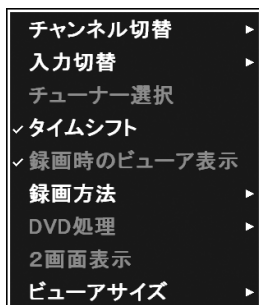 チャンネル切替
入力切替
チューナー選択
タイムシフト
録画時のビューア表示
録画方法
DVD処理
2画面表示
ビューアサイズ